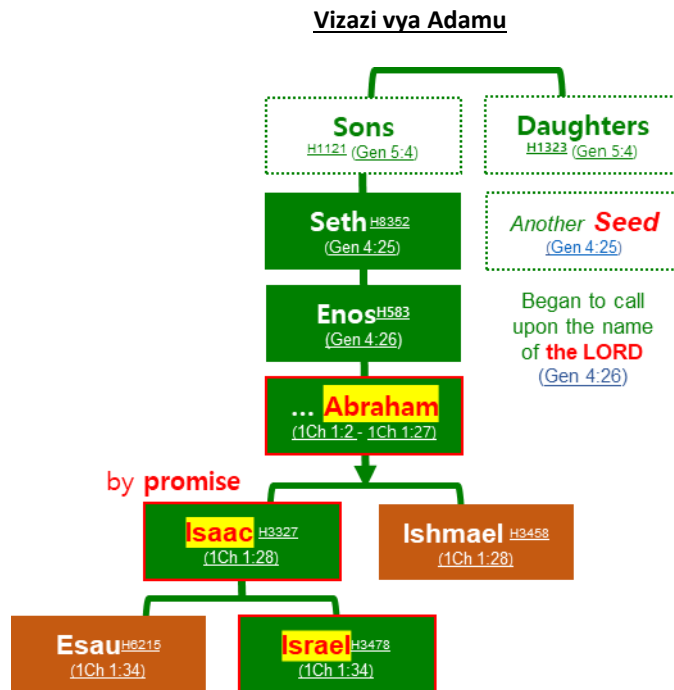 Vizazi vya Adamu
Sons
H1121 (Gen 5:4)
Daughters
H1323 (Gen 5:4)
Seth H8352
(Gen 4:25)
Another Seed
(Gen 4:25)
Enos H583
(Gen 4:26)
Began to call
upon the name
of the LORD
(Gen 4:26)
... Abraham
(1Ch 1:2 - 1Ch 1:27)
by promise
Isaac H3327
(1Ch 1:28)
Ishmael H3458
(1Ch 1:28)
Esau H6215
(1Ch 1:34)
Israel H3478
(1Ch 1:34)